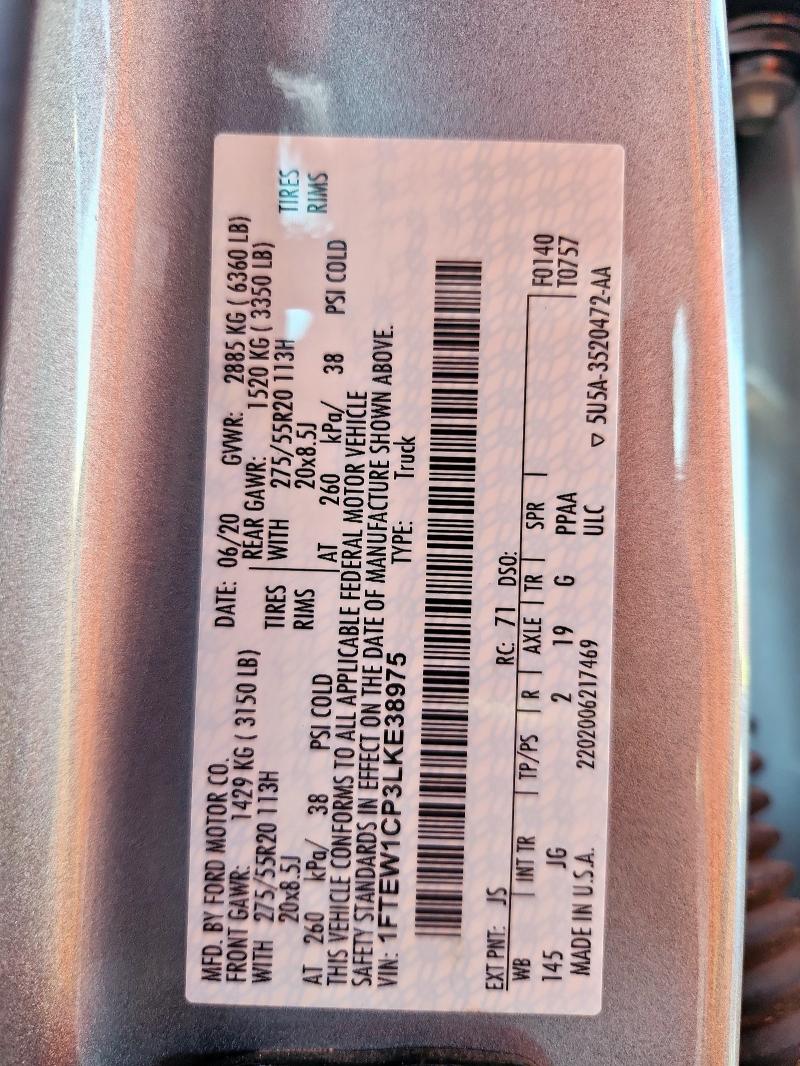 MFD. BY FORD MOTOR CO.
DATE: 06/20 GVWR: 2885 KG ( 6360 LB)
FRONT GAWR: 1429 KG ( 3150 LB)
REAR GAWR: 1520 KG ( 3350 LB)
WITH 275/55R20 113H TIRES
WITH 275/55R20 113H TIRES
20x8.5J RIMS
20x8.5J RIMS
AT 260 kPa/ 38 PSI COLD
AT 260 kPa/ 38 PSI COLD
THIS VEHICLE CONFORMS TO ALL APPLICABLE FEDERAL MOTOR VEHICLE
SAFETY STANDARDS IN EFFECT ON THE DATE OF MANUFACTURE SHOWN ABOVE.
VIN: 1FTEW1CP3LKE38975 TYPE: Truck
EXT PNT: JS RC: 71 DSO:
WB INT TR TP/PS R AXLE TR SPR F0140
145 JG 2 19 G PPAA T0757
MADE IN U.S.A. 2202006217469 ULC ▽ 5U5A-3520472-AA